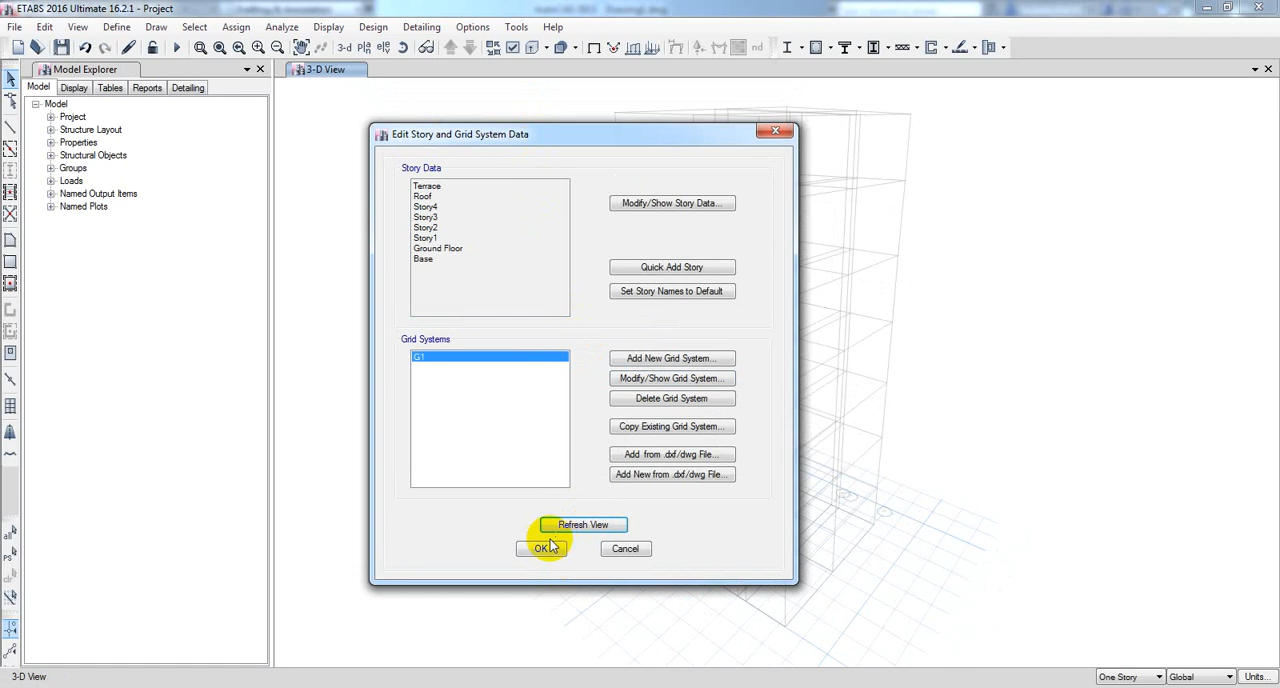 ETABS 2016 Ultimate 16.2.1 - Project
File Edit View Define Draw Select Assign Analyze Display Design Detailing Options Tools Help
3-d
nd
Model Explorer
3-D View
Model Display Tables Reports Detailing
Model
Project
Structure Layout
Properties
Structural Objects
Groups
Loads
Named Output Items
Named Plots
Edit Story and Grid System Data
Story Data
Terrace
Roof
Story4
Story3
Story2
Story1
Ground Floor
Base
Modify/Show Story Data...
Quick Add Story
Set Story Names to Default
Grid Systems
G1
Add New Grid System...
Modify/Show Grid System...
Delete Grid System
Copy Existing Grid System...
Add from .dxf/dwg File...
Add New from .dxf/dwg File...
Refresh View
OK
Cancel
all
PS
clr
3-D View
One Story
Global
Units...